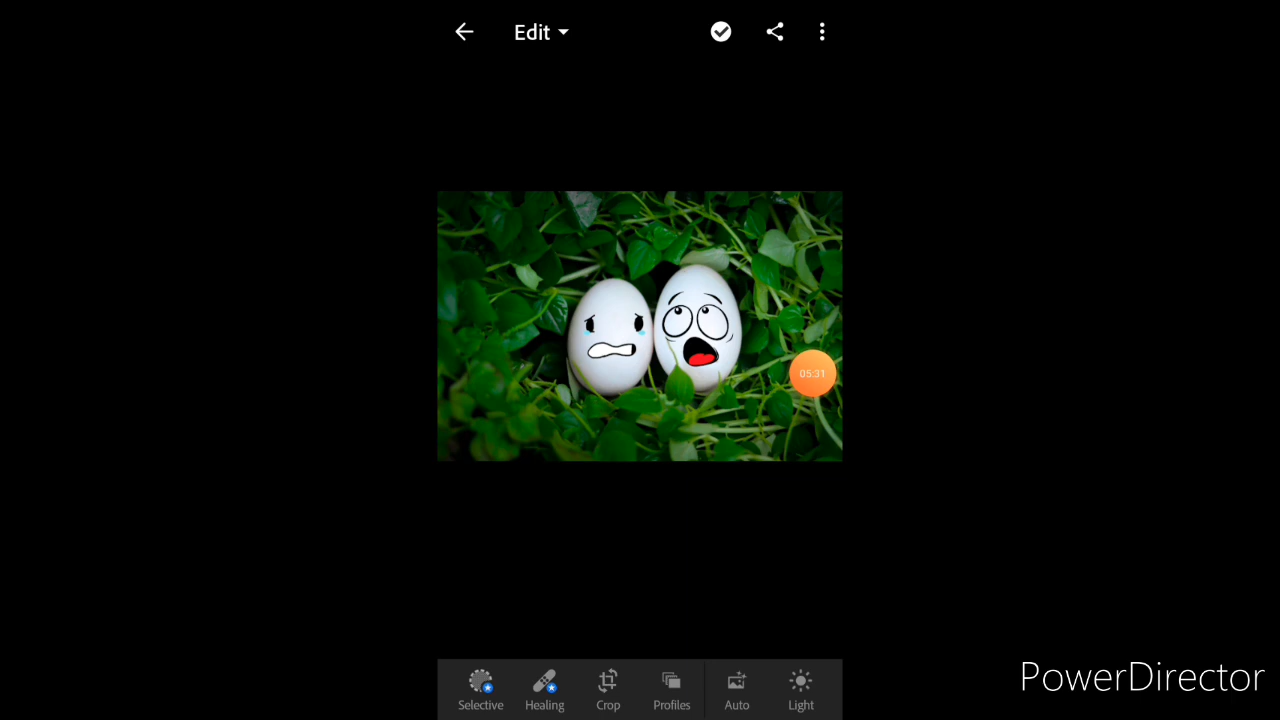 Edit
05:31
Selective
Healing
Crop
Profiles
Auto
Light
PowerDirector